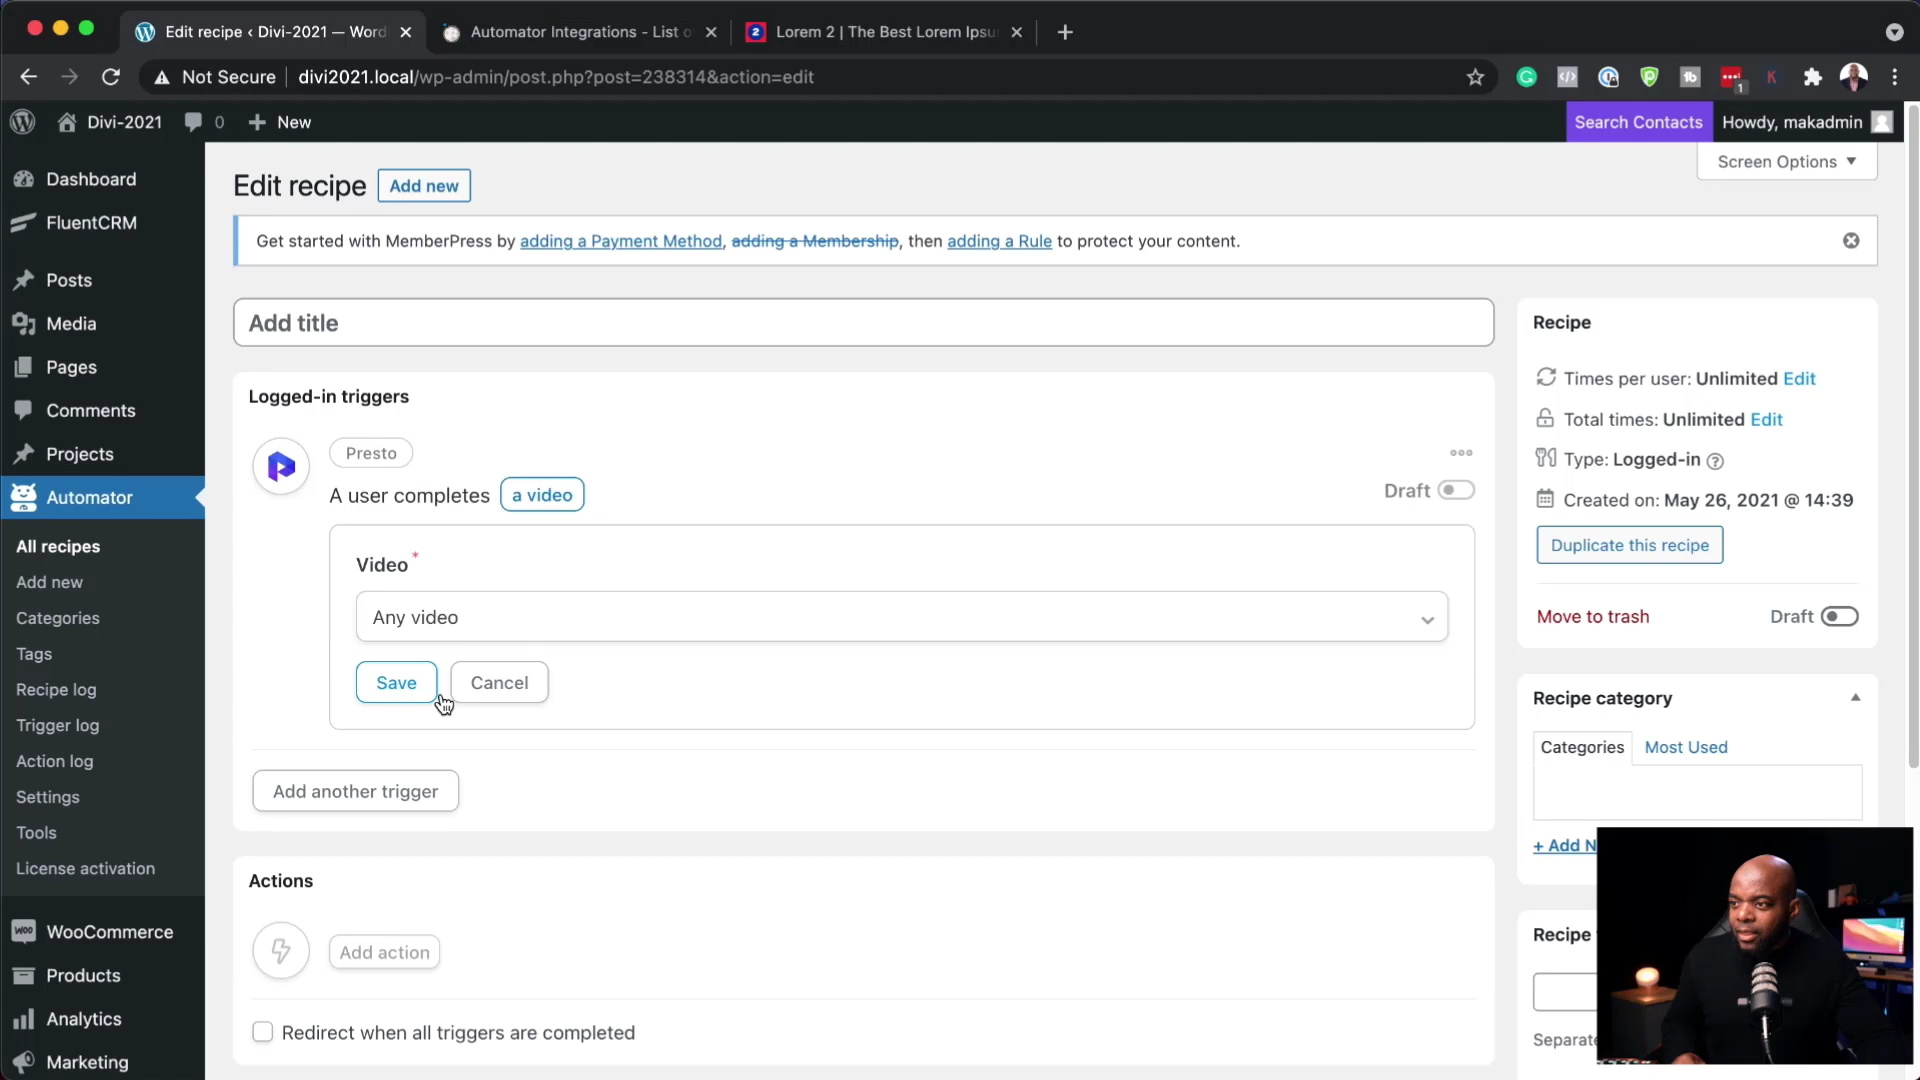 Edit recipe ‹ Divi-2021 — Word
Automator Integrations - List o
Lorem 2 | The Best Lorem Ipsu
Not Secure
divi2021.local/wp-admin/post.php?post=238314&action=edit
1
Divi-2021
0
New
Search Contacts
Howdy, makadmin
Screen Options
Dashboard
FluentCRM
Posts
Media
Pages
Comments
Projects
Automator
All recipes
Add new
Categories
Tags
Recipe log
Trigger log
Action log
Settings
Tools
License activation
WooCommerce
Products
Analytics
Marketing
Edit recipe
Add new
Get started with MemberPress by adding a Payment Method, adding a Membership, then adding a Rule to protect your content.
Add title
Logged-in triggers
Presto
A user completes a video
Draft
Video *
Any video
Save
Cancel
Add another trigger
Actions
Add action
Redirect when all triggers are completed
Recipe
Times per user: Unlimited Edit
Total times: Unlimited Edit
Type: Logged-in
Created on: May 26, 2021 @ 14:39
Duplicate this recipe
Move to trash
Draft
Recipe category
Categories
Most Used
+ Add N
Recipe
Separate